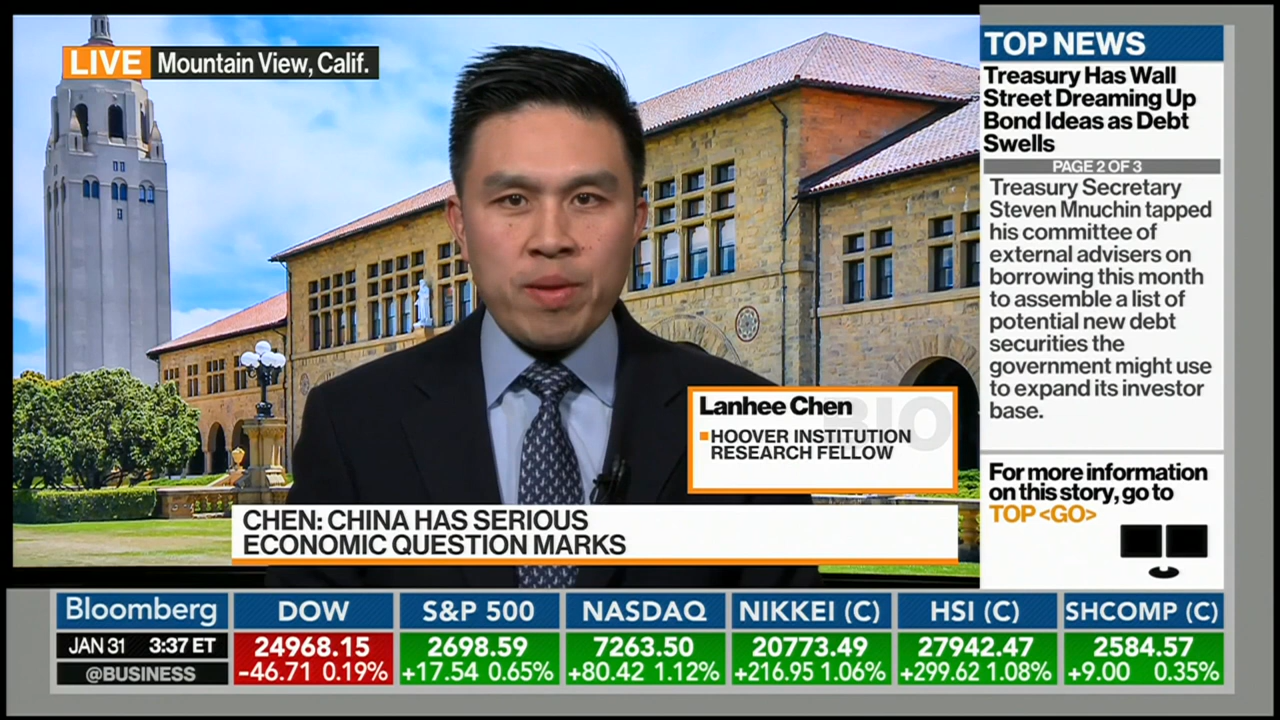 LIVE Mountain View, Calif.
TOP NEWS
Treasury Has Wall
Street Dreaming Up
Bond Ideas as Debt
Swells
PAGE 2 OF 3
Treasury Secretary
Steven Mnuchin tapped
his committee of
external advisers on
borrowing this month
to assemble a list of
potential new debt
securities the
government might use
to expand its investor
base.
For more information
on this story, go to
TOP <GO>
BIO
Lanhee Chen
HOOVER INSTITUTION
RESEARCH FELLOW
CHEN: CHINA HAS SERIOUS
ECONOMIC QUESTION MARKS
Bloomberg DOW S&P 500 NASDAQ NIKKEI (C) HSI (C) SHCOMP (C)
JAN 31 3:37 ET 24968.15 2698.59 7263.50 20773.49 27942.47 2584.57
@BUSINESS -46.71 0.19% +17.54 0.65% +80.42 1.12% +216.95 1.06% +299.62 1.08% +9.00 0.35%